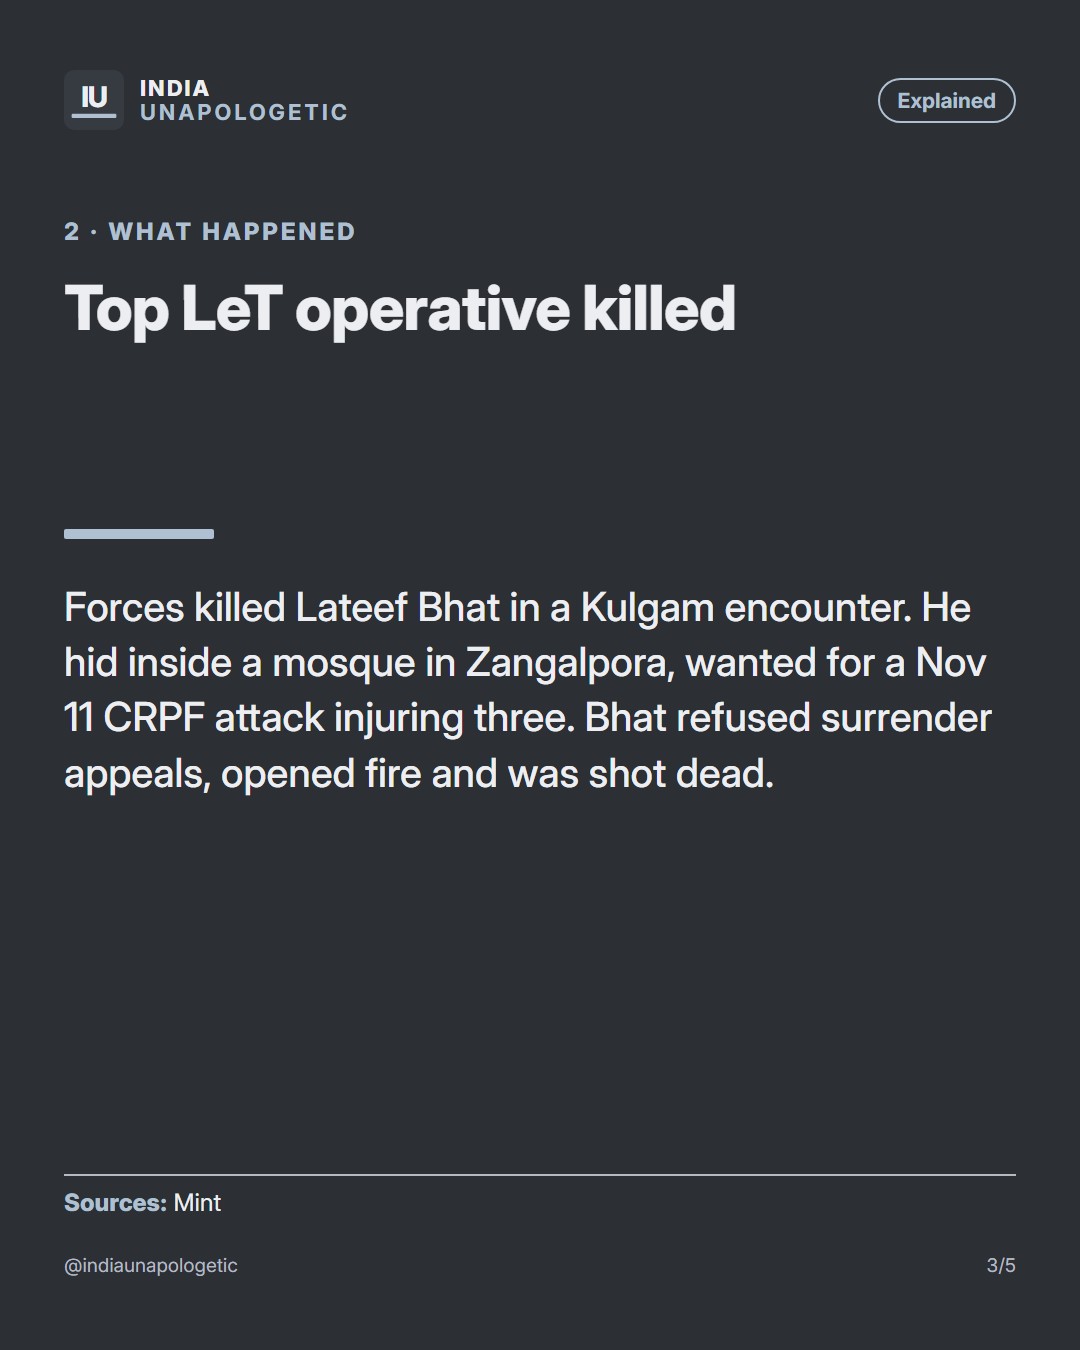 IU
INDIA
UNAPOLOGETIC
Explained
2 · WHAT HAPPENED
Top LeT operative killed
Forces killed Lateef Bhat in a Kulgam encounter. He
hid inside a mosque in Zangalpora, wanted for a Nov
11 CRPF attack injuring three. Bhat refused surrender
appeals, opened fire and was shot dead.
Sources: Mint
@indiaunapologetic
3/5